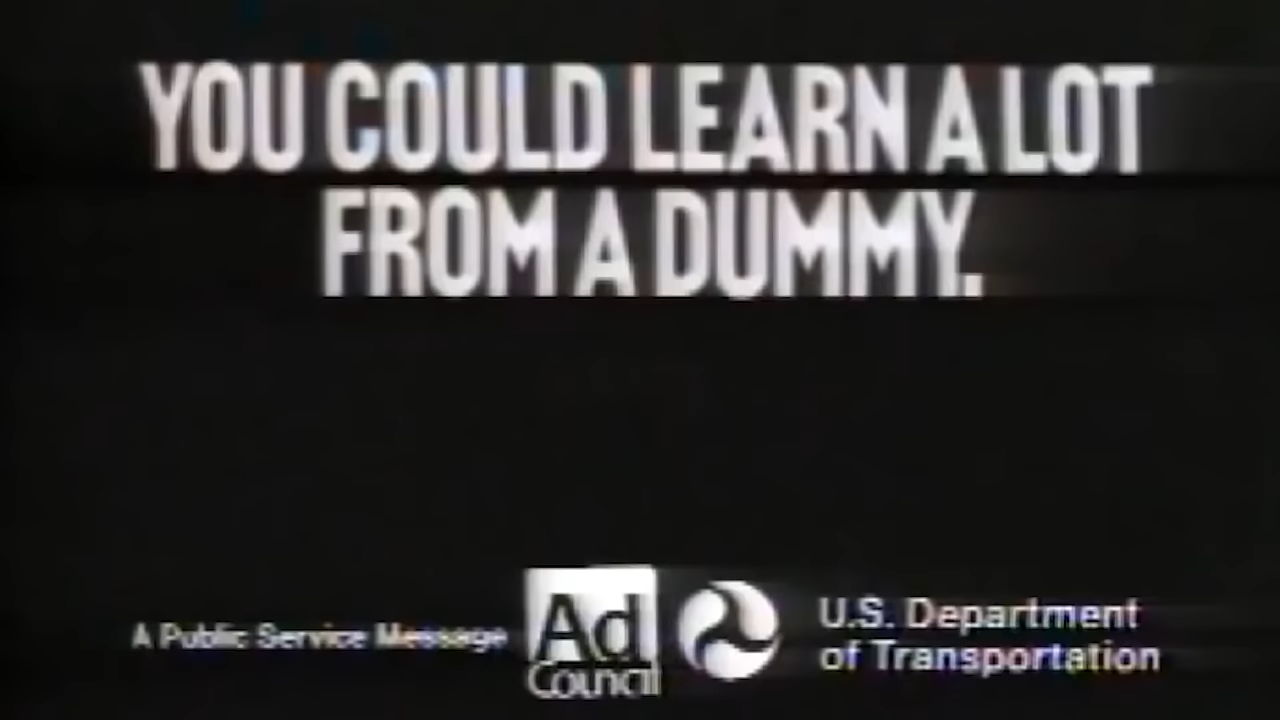 YOU COULD LEARN A LOT
FROM A DUMMY.
A Public Service Message
Ad
Council
U.S. Department
of Transportation